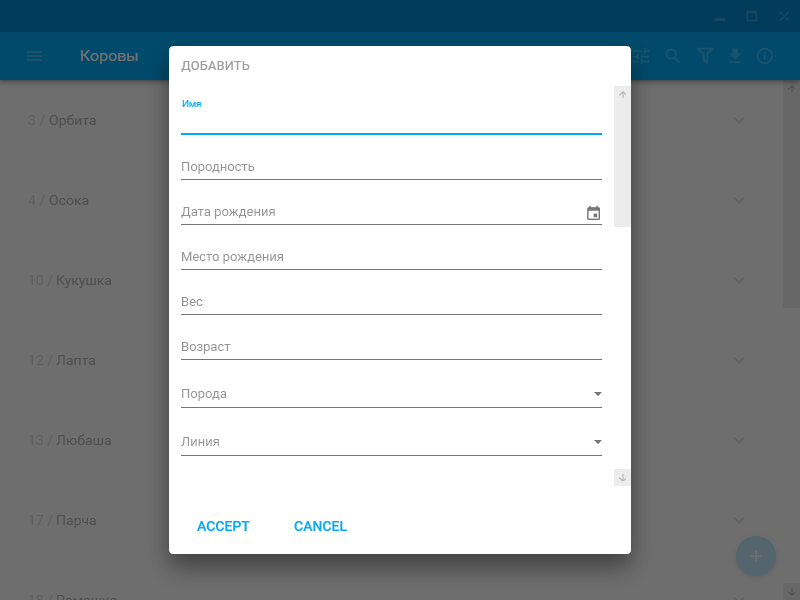 Коровы
ДОБАВИТЬ
Имя
Породность
Дата рождения
Место рождения
Вес
Возраст
Порода
Линия
ACCEPT CANCEL
3 / Орбита
4 / Осока
10 / Кукушка
12 / Лапта
13 / Любаша
17 / Парча
18 / Ромашка